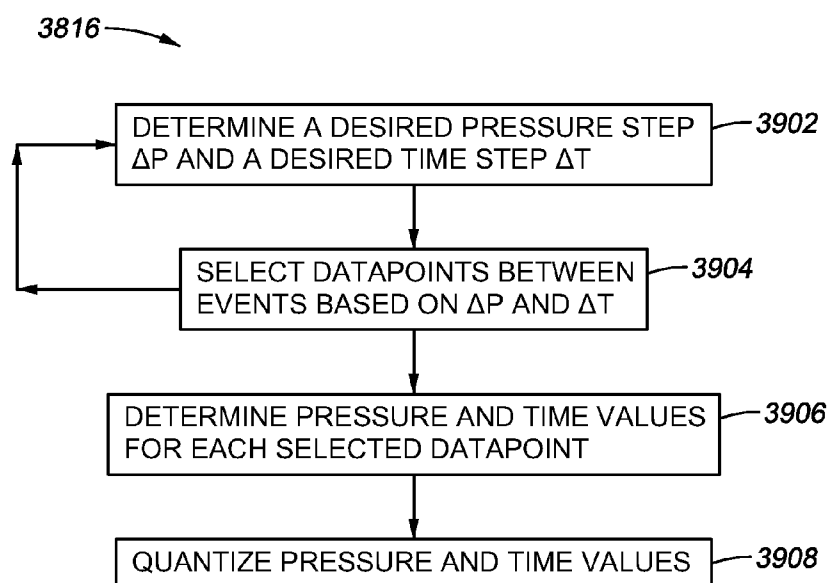 3816
DETERMINE A DESIRED PRESSURE STEP
ΔP AND A DESIRED TIME STEP ΔT
3902
SELECT DATAPOINTS BETWEEN
EVENTS BASED ON ΔP AND ΔT
3904
DETERMINE PRESSURE AND TIME VALUES
FOR EACH SELECTED DATAPOINT
3906
QUANTIZE PRESSURE AND TIME VALUES
3908